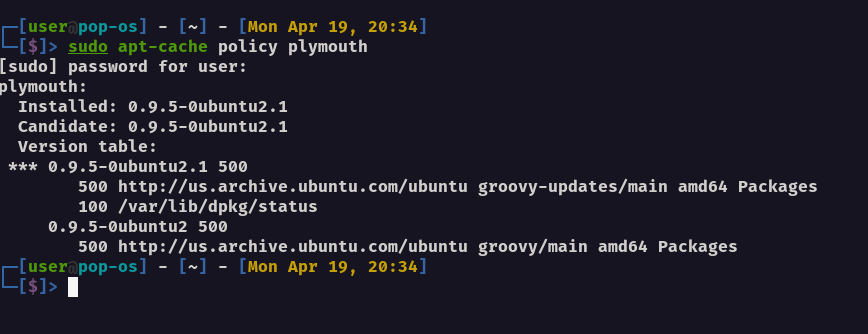 ┌─[user@pop-os] - [~] - [Mon Apr 19, 20:34]
└─[$]> sudo apt-cache policy plymouth
[sudo] password for user:
plymouth:
  Installed: 0.9.5-0ubuntu2.1
  Candidate: 0.9.5-0ubuntu2.1
  Version table:
 *** 0.9.5-0ubuntu2.1 500
        500 http://us.archive.ubuntu.com/ubuntu groovy-updates/main amd64 Packages
        100 /var/lib/dpkg/status
     0.9.5-0ubuntu2 500
        500 http://us.archive.ubuntu.com/ubuntu groovy/main amd64 Packages
┌─[user@pop-os] - [~] - [Mon Apr 19, 20:34]
└─[$]>